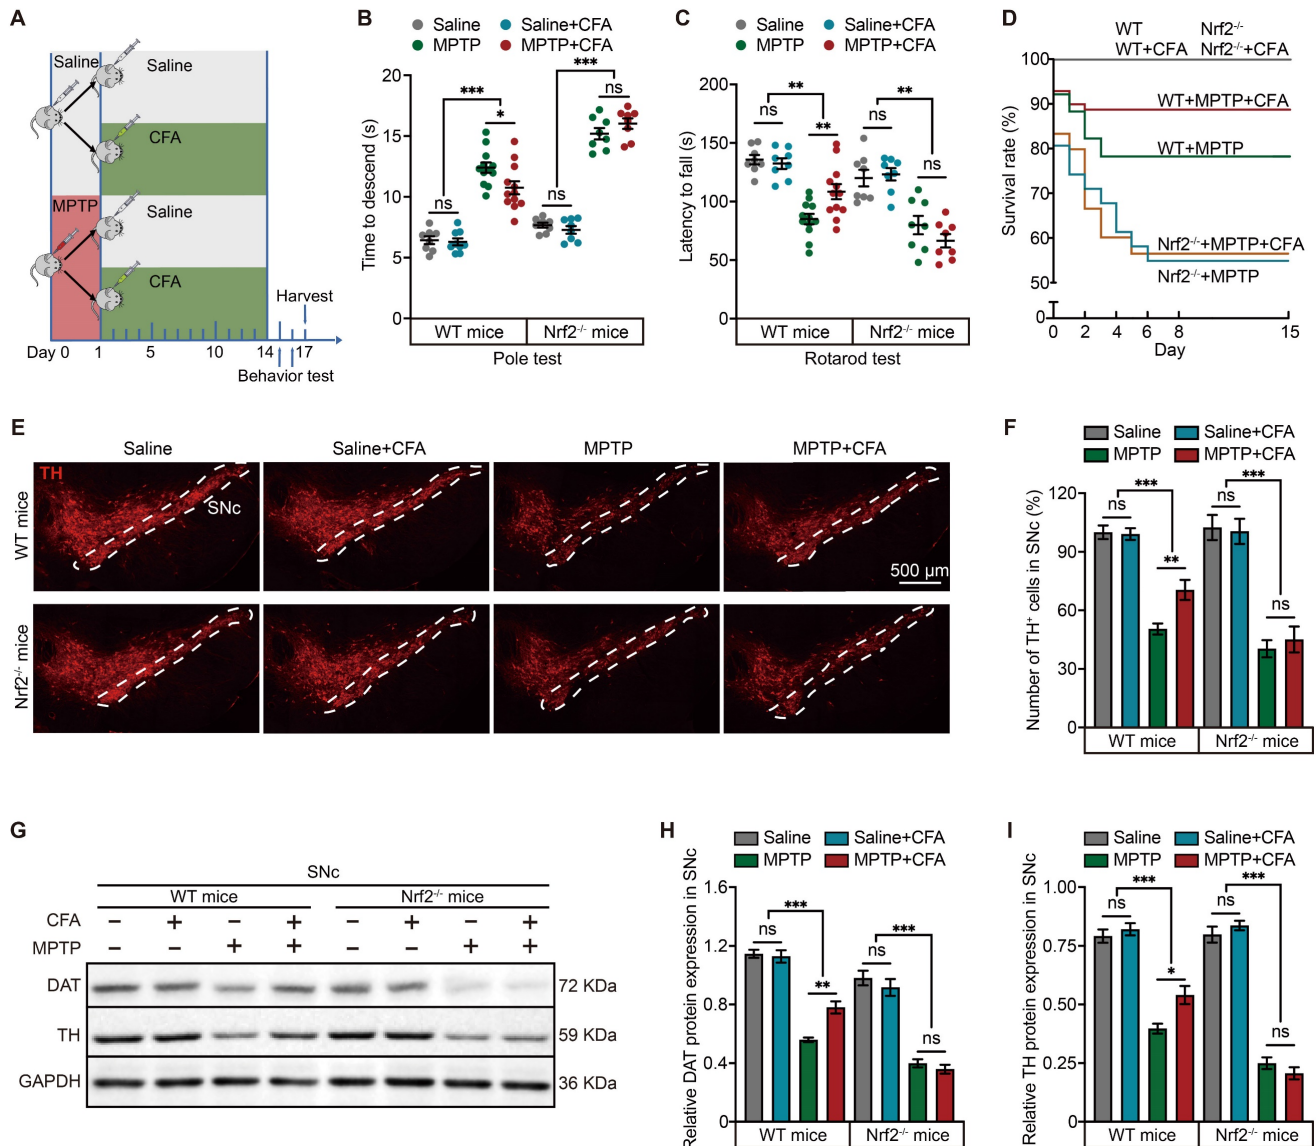 A
Saline
Saline
CFA
MPTP
Saline
CFA
Harvest
Day 0 1 5 10 14 17
Behavior test
B
Saline Saline+CFA
MPTP MPTP+CFA
Time to descend (s)
20
15
10
5
0
***
***
*
ns
ns
ns
WT mice Nrf2-/- mice
Pole test
C
Saline Saline+CFA
MPTP MPTP+CFA
Latency to fall (s)
200
150
100
50
0
**
**
ns
**
ns
ns
WT mice Nrf2-/- mice
Rotarod test
D
WT Nrf2-/-
WT+CFA Nrf2-/-+CFA
Survival rate (%)
100
90
80
70
60
50
0
WT+MPTP+CFA
WT+MPTP
Nrf2-/-+MPTP+CFA
Nrf2-/-+MPTP
0 2 4 6 8 15
Day
E
Saline Saline+CFA MPTP MPTP+CFA
WT mice
TH
SNc
500 µm
Nrf2-/- mice
F
Saline Saline+CFA
MPTP MPTP+CFA
Number of TH+ cells in SNc (%)
120
90
60
30
0
ns
***
**
ns
***
ns
WT mice Nrf2-/- mice
G
SNc
WT mice Nrf2-/- mice
CFA − + − + − + − +
MPTP − − + + − − + +
DAT 72 KDa
TH 59 KDa
GAPDH 36 KDa
H
Saline Saline+CFA
MPTP MPTP+CFA
Relative DAT protein expression in SNc
1.6
1.2
0.8
0.4
0
ns
***
**
ns
***
ns
WT mice Nrf2-/- mice
I
Saline Saline+CFA
MPTP MPTP+CFA
Relative TH protein expression in SNc
1.00
0.75
0.50
0.25
0
ns
***
*
ns
***
ns
WT mice Nrf2-/- mice